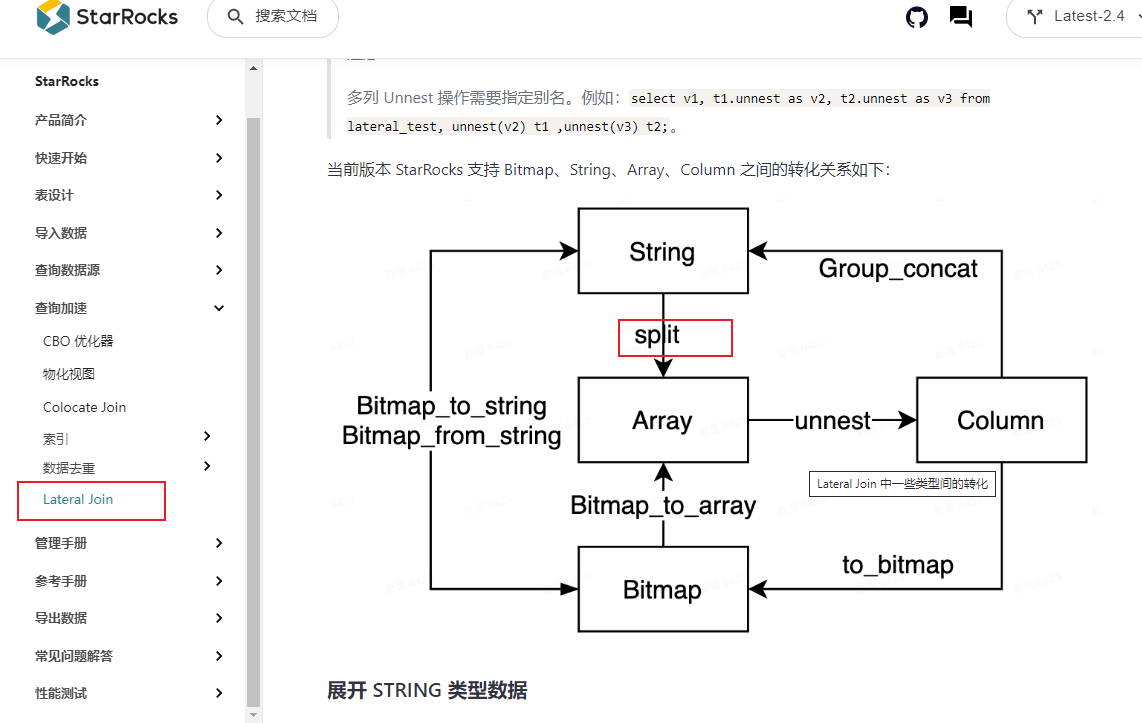 StarRocks
搜索文档
Latest-2.4
StarRocks
产品简介
快速开始
表设计
导入数据
查询数据源
查询加速
CBO 优化器
物化视图
Colocate Join
索引
数据去重
Lateral Join
管理手册
参考手册
导出数据
常见问题解答
性能测试
多列 Unnest 操作需要指定别名。例如：select v1, t1.unnest as v2, t2.unnest as v3 from
lateral_test, unnest(v2) t1 ,unnest(v3) t2;。
当前版本 StarRocks 支持 Bitmap、String、Array、Column 之间的转化关系如下：
String
Group_concat
split
Bitmap_to_string
Bitmap_from_string
Array
unnest
Column
Lateral Join 中一些类型间的转化
Bitmap_to_array
to_bitmap
Bitmap
展开 STRING 类型数据